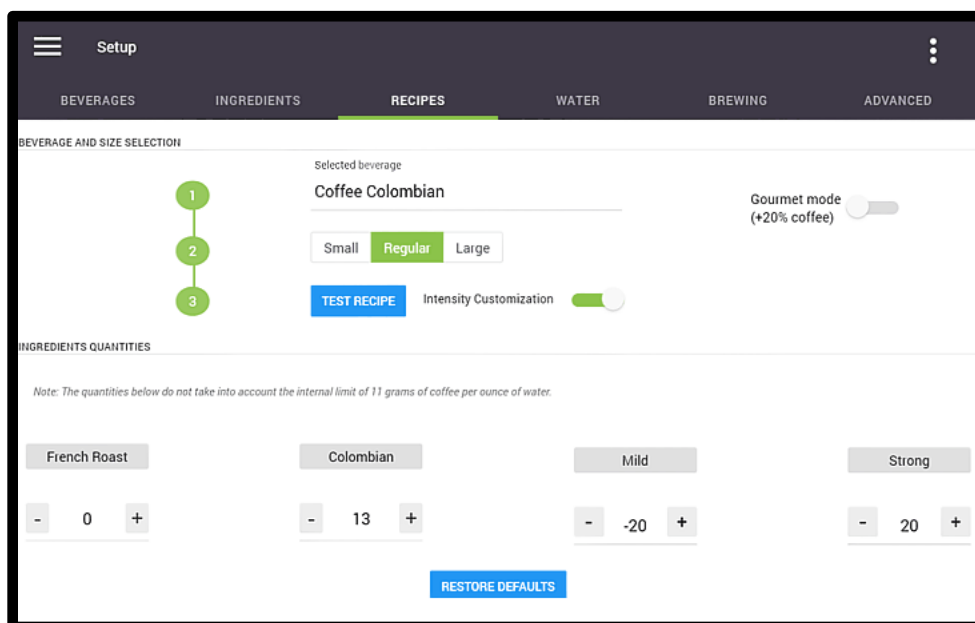 Setup
BEVERAGES INGREDIENTS RECIPES WATER BREWING ADVANCED
BEVERAGE AND SIZE SELECTION
Selected beverage
1 Coffee Colombian
Gourmet mode
(+20% coffee)
2 Small Regular Large
3 TEST RECIPE Intensity Customization
INGREDIENTS QUANTITIES
Note: The quantities below do not take into account the internal limit of 11 grams of coffee per ounce of water.
French Roast Colombian Mild Strong
- 0 + - 13 + - -20 + - 20 +
RESTORE DEFAULTS